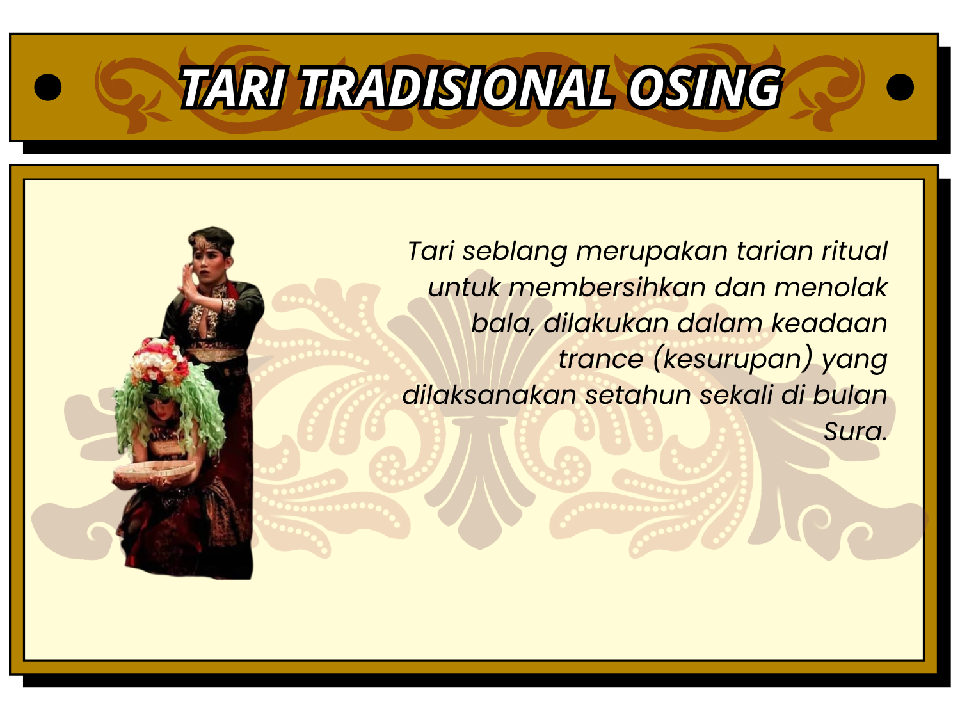 TARI TRADISIONAL OSING
Tari seblang merupakan tarian ritual
untuk membersihkan dan menolak
bala, dilakukan dalam keadaan
trance (kesurupan) yang
dilaksanakan setahun sekali di bulan
Sura.